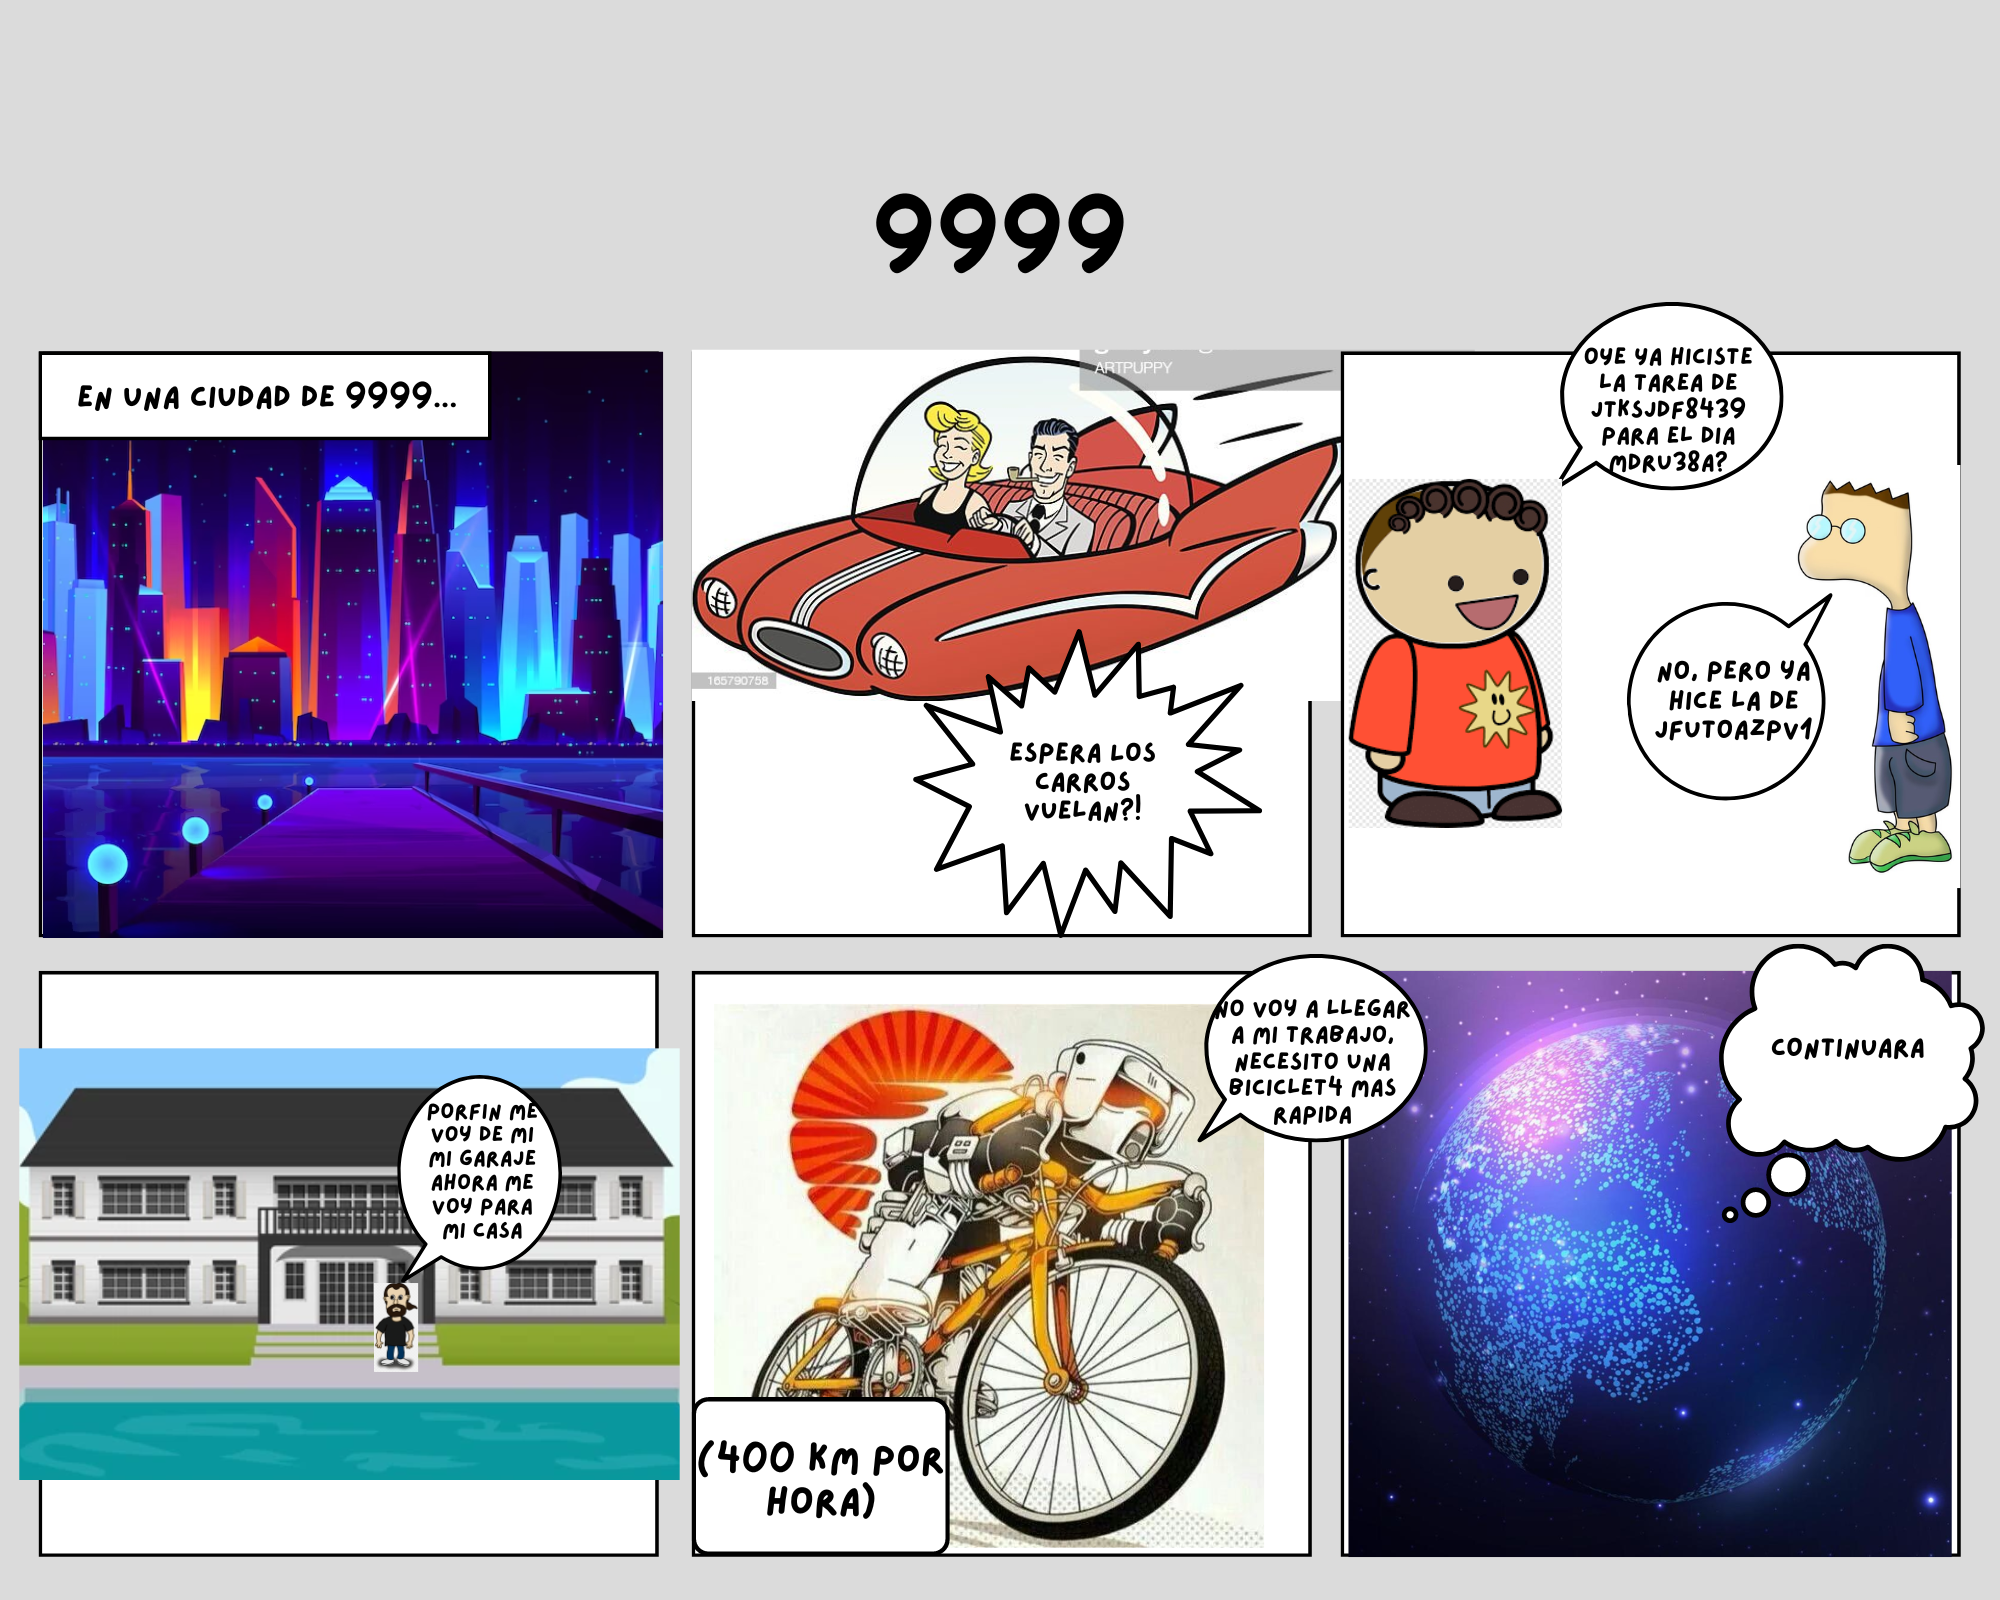 9999
EN UNA CIUDAD DE 9999...
ARTPUPPY
165790758
ESPERA LOS
CARROS
VUELAN?!
OYE YA HICISTE
LA TAREA DE
JTKSJDF8439
PARA EL DIA
MDRU38A?
NO, PERO YA
HICE LA DE
JFUTOAZPV1
PORFIN ME
VOY DE MI
MI GARAJE
AHORA ME
VOY PARA
MI CASA
NO VOY A LLEGAR
A MI TRABAJO,
NECESITO UNA
BICICLET4 MAS
RAPIDA
(400 KM POR
HORA)
CONTINUARA